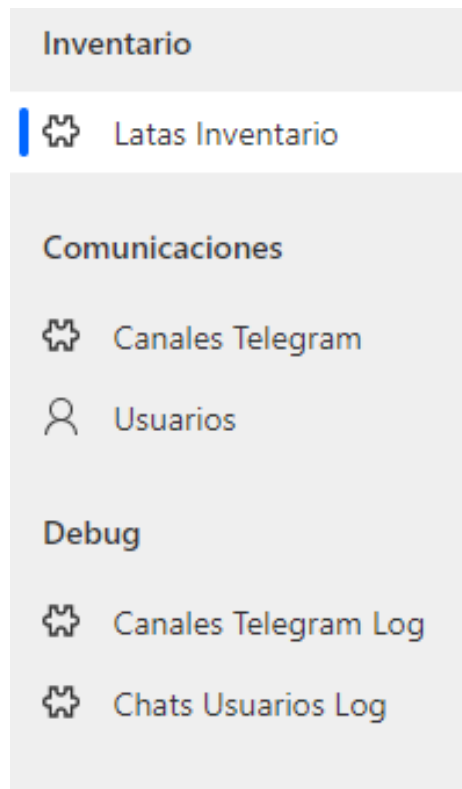 Inventario
Latas Inventario
Comunicaciones
Canales Telegram
Usuarios
Debug
Canales Telegram Log
Chats Usuarios Log